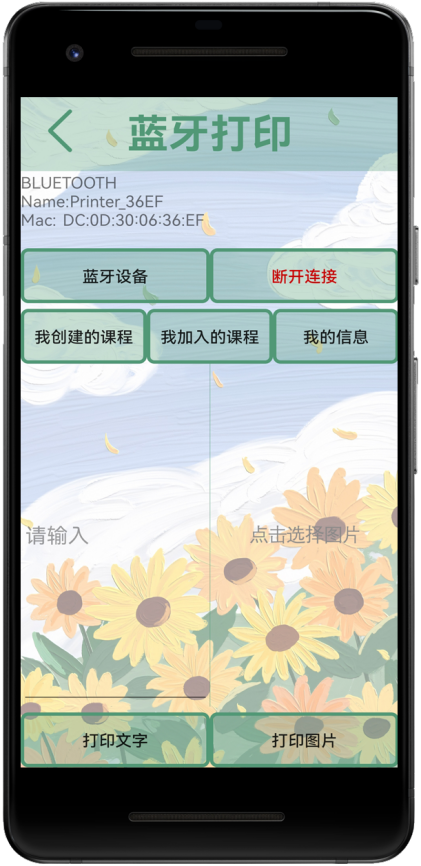 蓝牙打印
BLUETOOTH
Name:Printer_36EF
Mac: DC:0D:30:06:36:EF
蓝牙设备
断开连接
我创建的课程
我加入的课程
我的信息
请输入
点击选择图片
打印文字
打印图片